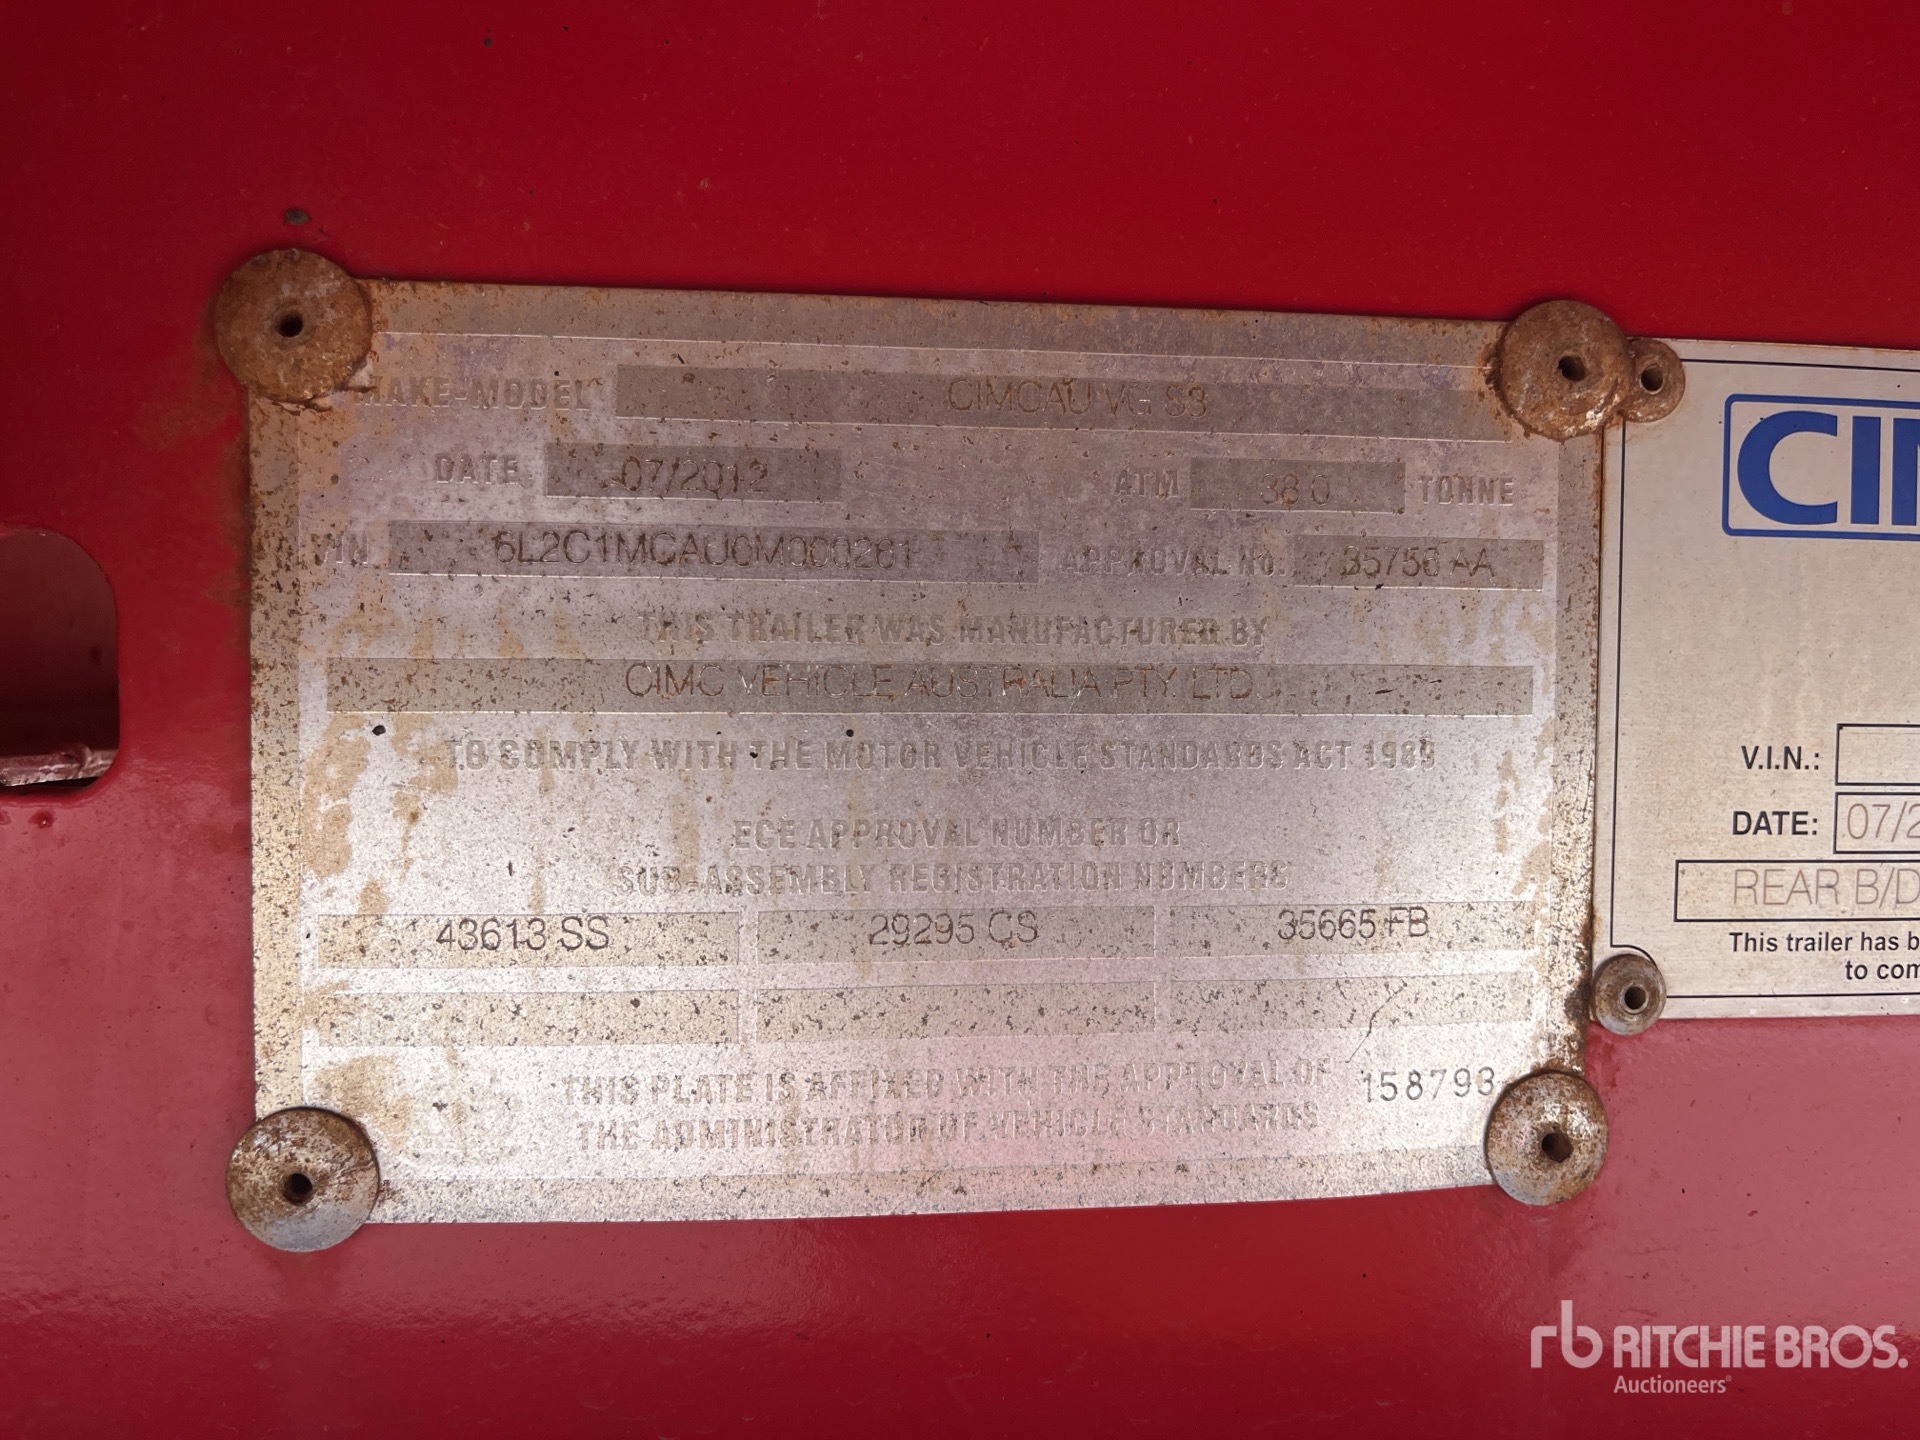 MAKE-MODEL CIMCAU VG S3
DATE 07/2012 ATM 38.0 TONNE
VIN 6L2C1MCAU0M000261 APPROVAL No. 35756 AA
THIS TRAILER WAS MANUFACTURED BY
CIMC VEHICLE AUSTRALIA PTY. LTD.
TO COMPLY WITH THE MOTOR VEHICLE STANDARDS ACT 1989
ECE APPROVAL NUMBER OR
SUB-ASSEMBLY REGISTRATION NUMBERS
43613 SS 29295 CS 35665 FB
THIS PLATE IS AFFIXED WITH THE APPROVAL OF
THE ADMINISTRATOR OF VEHICLE STANDARDS
158793
CI
V.I.N.:
DATE: 07/2
REAR B/D
This trailer has b
to com
rb RITCHIE BROS.
Auctioneers